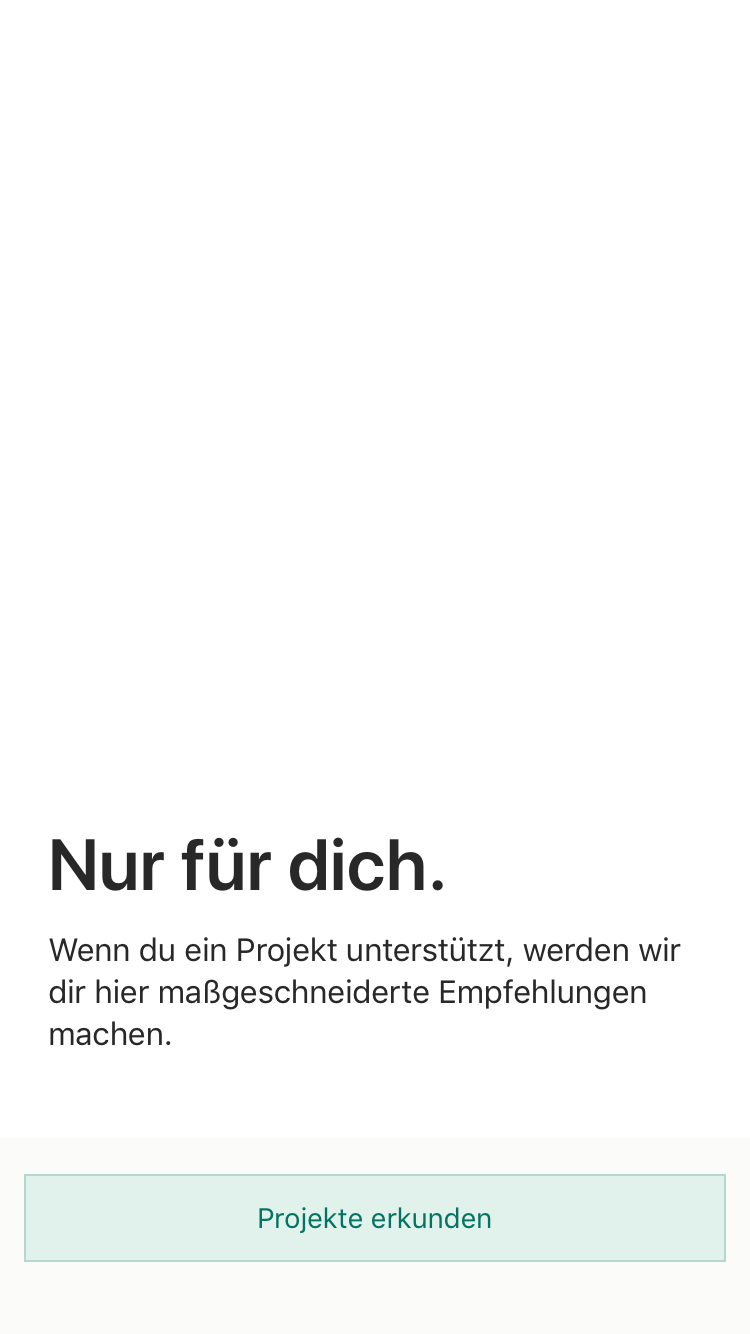 Nur für dich.
Wenn du ein Projekt unterstützt, werden wir
dir hier maßgeschneiderte Empfehlungen
machen.
Projekte erkunden